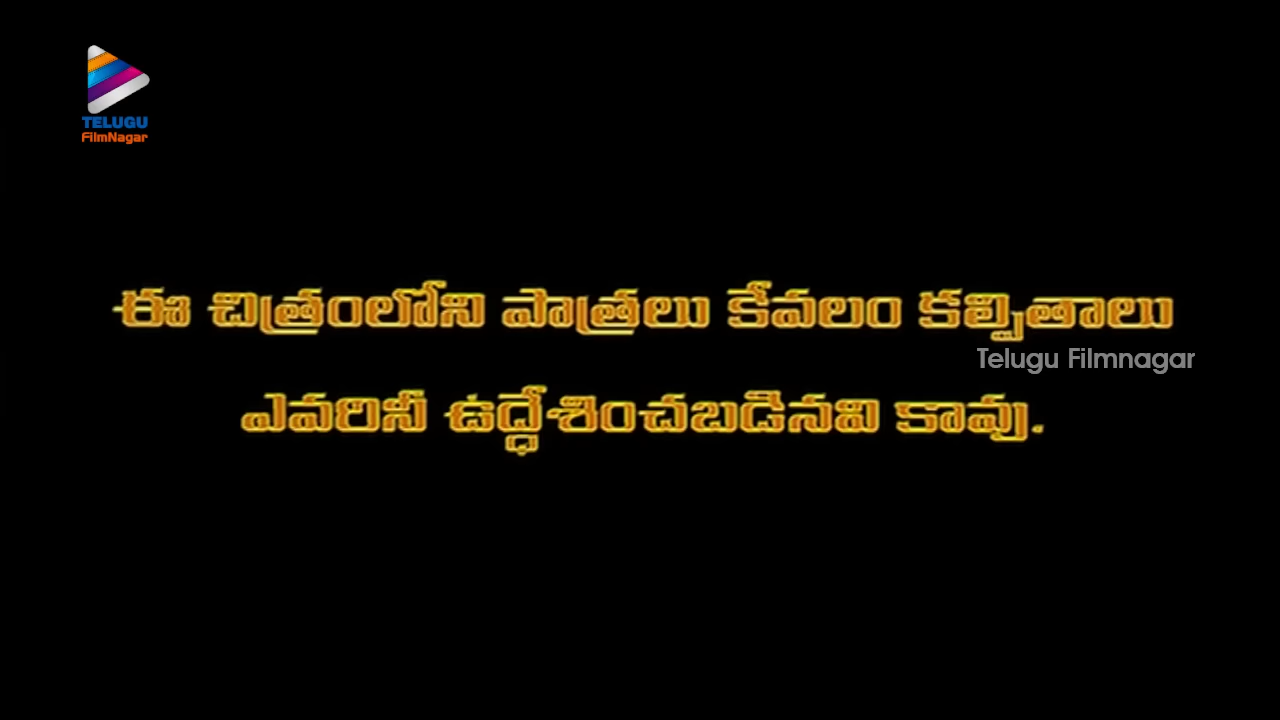 TELUGU
FilmNagar
ఈ చిత్రంలోని పాత్రలు కేవలం కల్పితాలు
Telugu Filmnagar
ఎవరినీ ఉద్ధేశించబడినవి కావు.